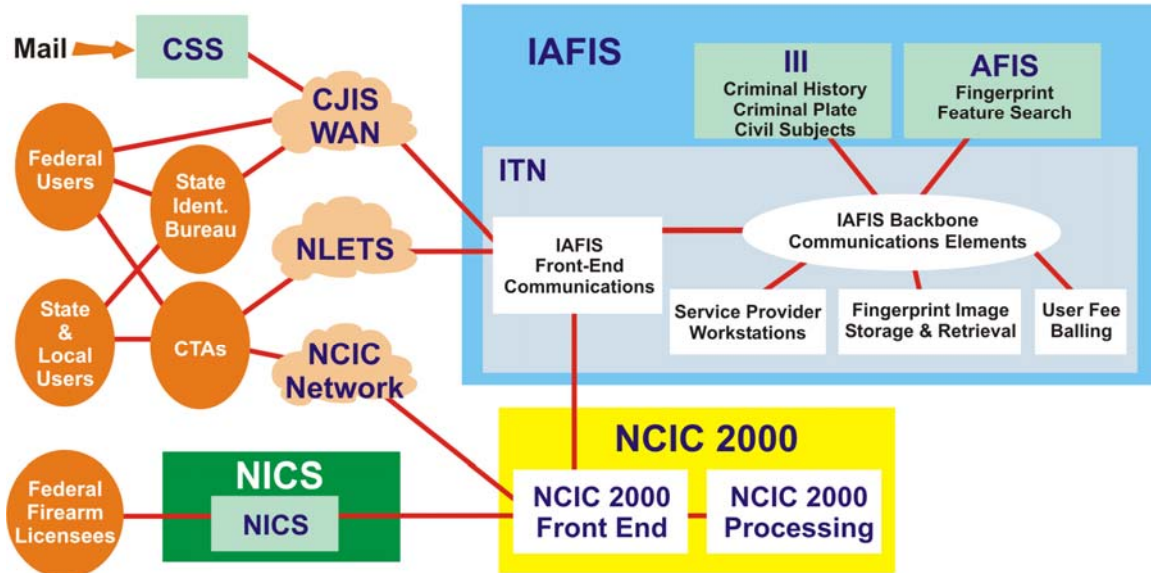 Mail
CSS
CJIS
WAN
Federal
Users
State
Ident.
Bureau
NLETS
State
&
Local
Users
CTAs
NCIC
Network
Federal
Firearm
Licensees
NICS
NICS
IAFIS
III
Criminal History
Criminal Plate
Civil Subjects
AFIS
Fingerprint
Feature Search
ITN
IAFIS
Front-End
Communications
IAFIS Backbone
Communications Elements
Service Provider
Workstations
Fingerprint Image
Storage & Retrieval
User Fee
Balling
NCIC 2000
NCIC 2000
Front End
NCIC 2000
Processing